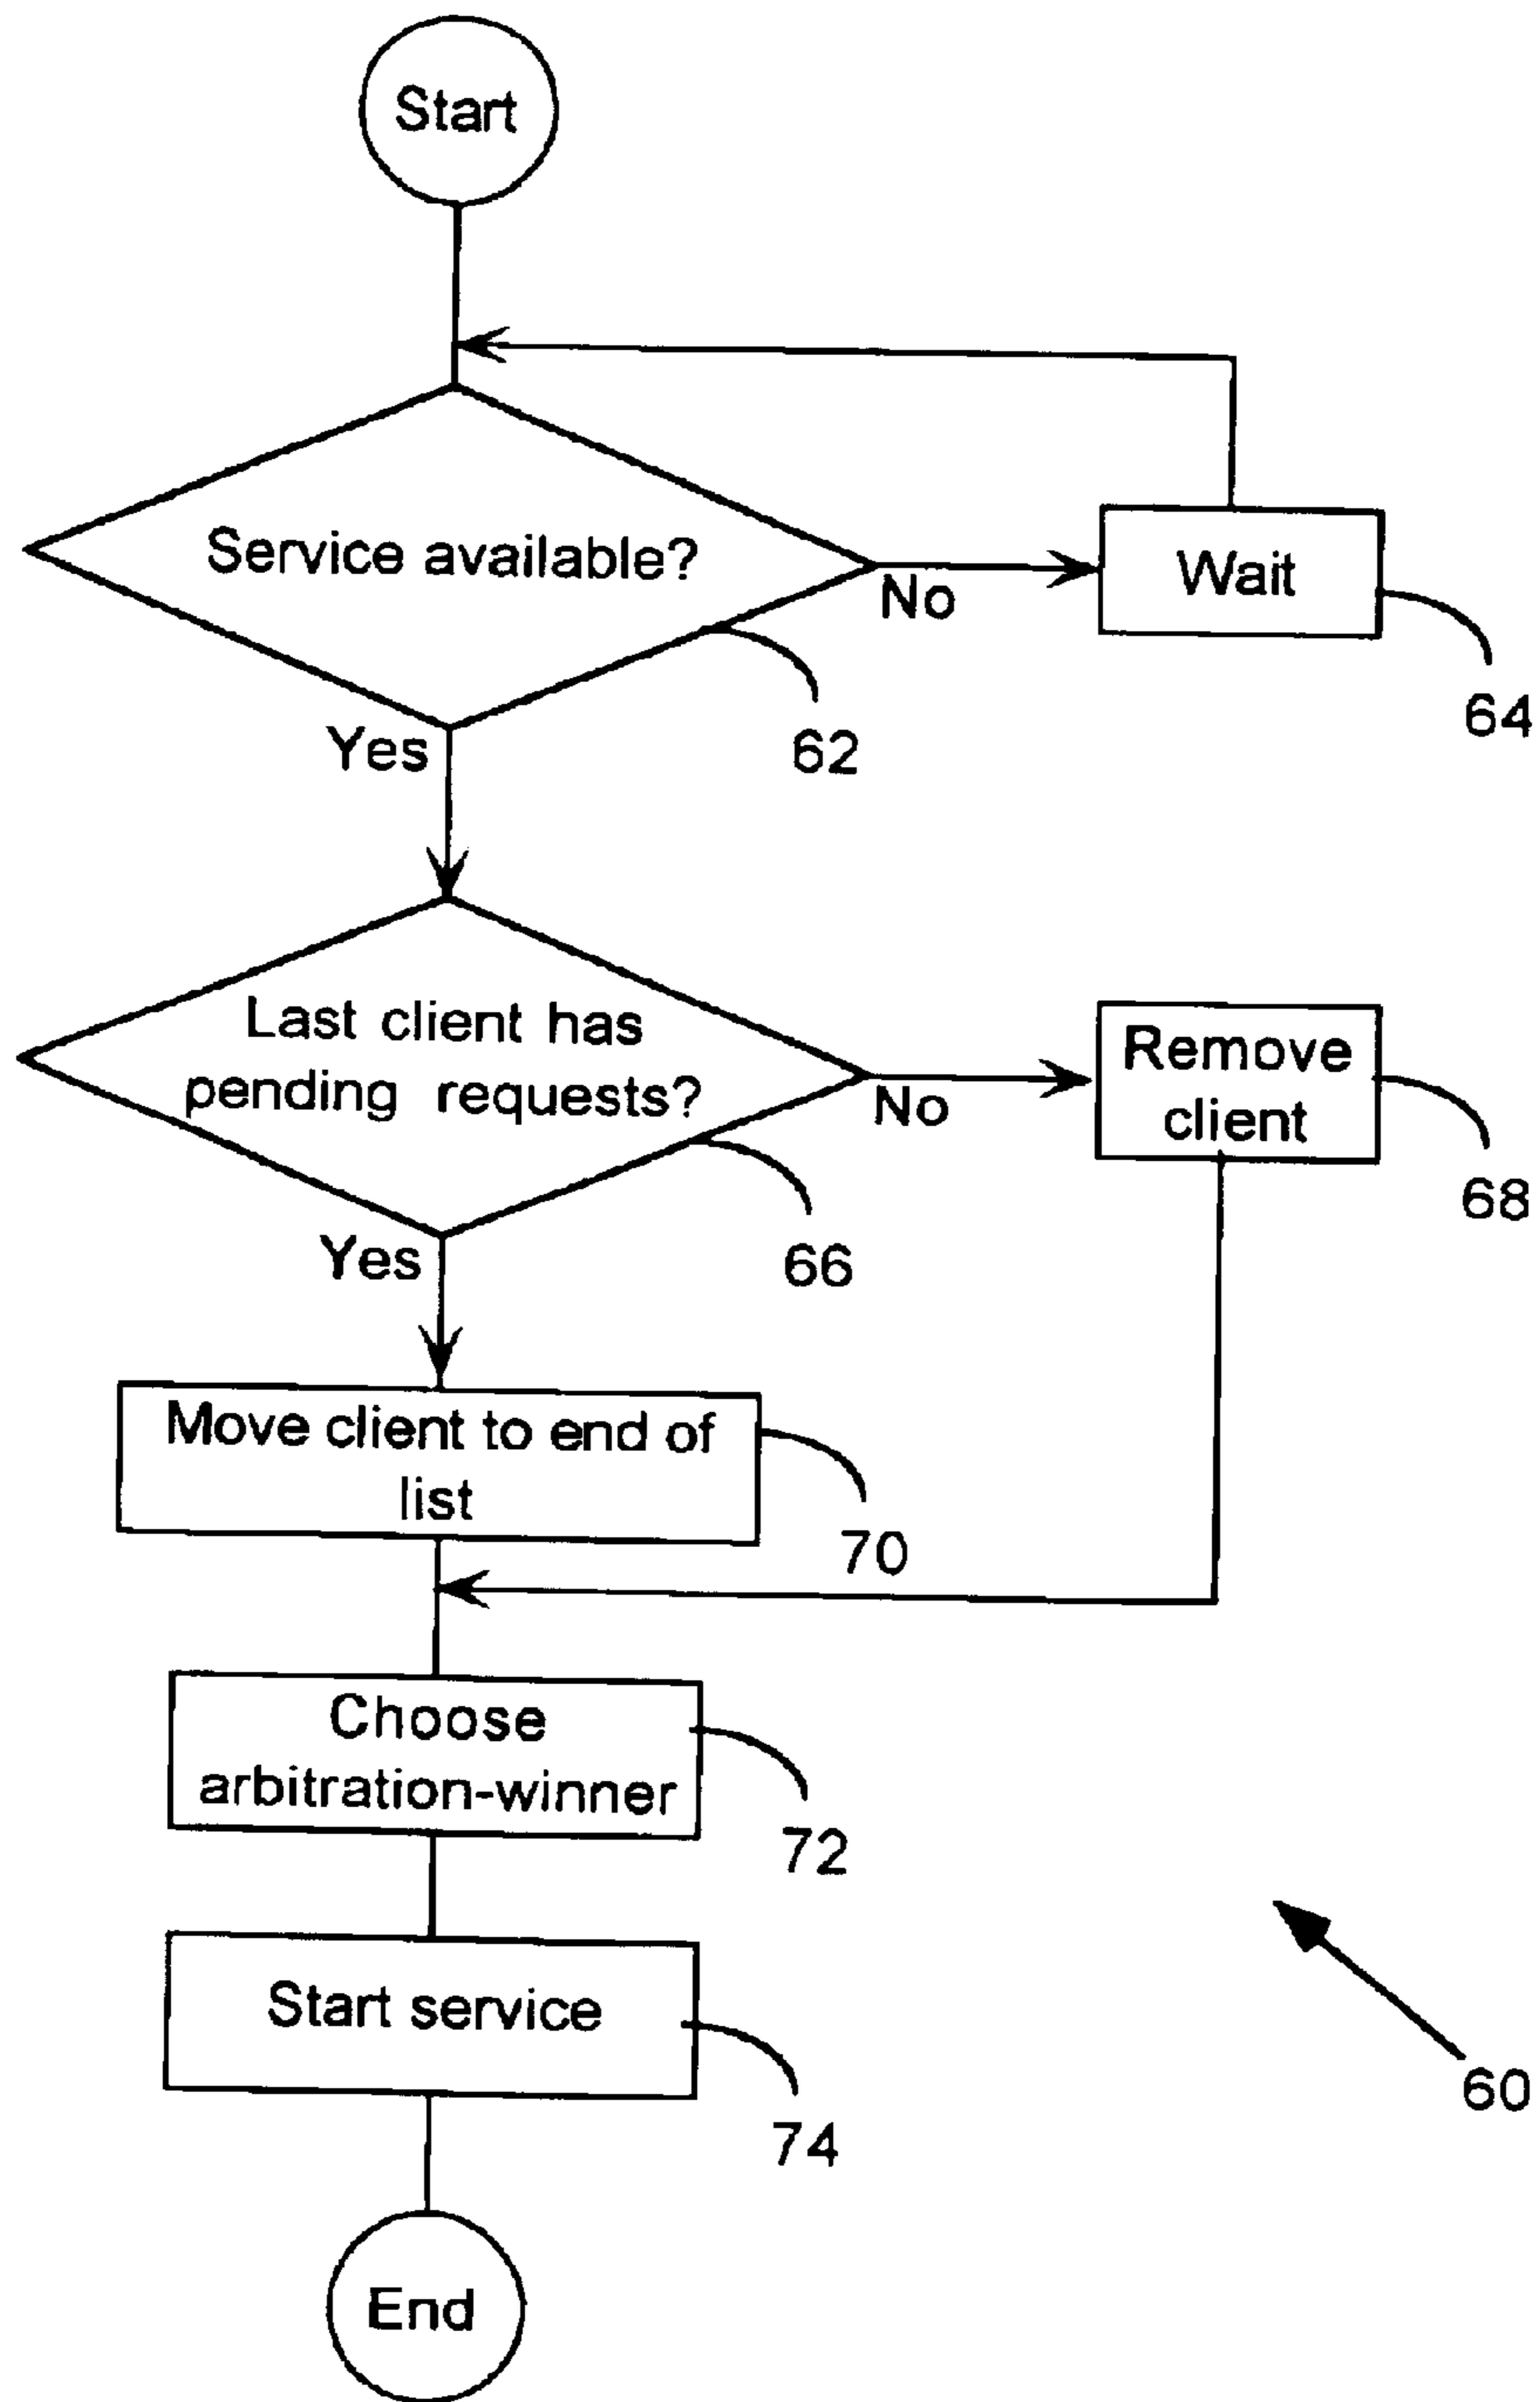 Start
Service available?
No
Wait
64
62
Yes
Last client has
pending requests?
No
Remove
client
68
66
Yes
Move client to end of
list
70
Choose
arbitration-winner
72
Start service
74
60
End